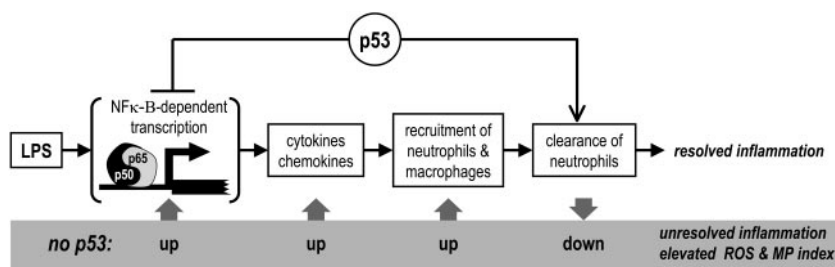 p53
LPS
NFκ-B-dependent
transcription
p65
p50
cytokines
chemokines
recruitment of
neutrophils &
macrophages
clearance of
neutrophils
resolved inflammation
no p53:
up
up
up
down
unresolved inflammation
elevated ROS & MP index